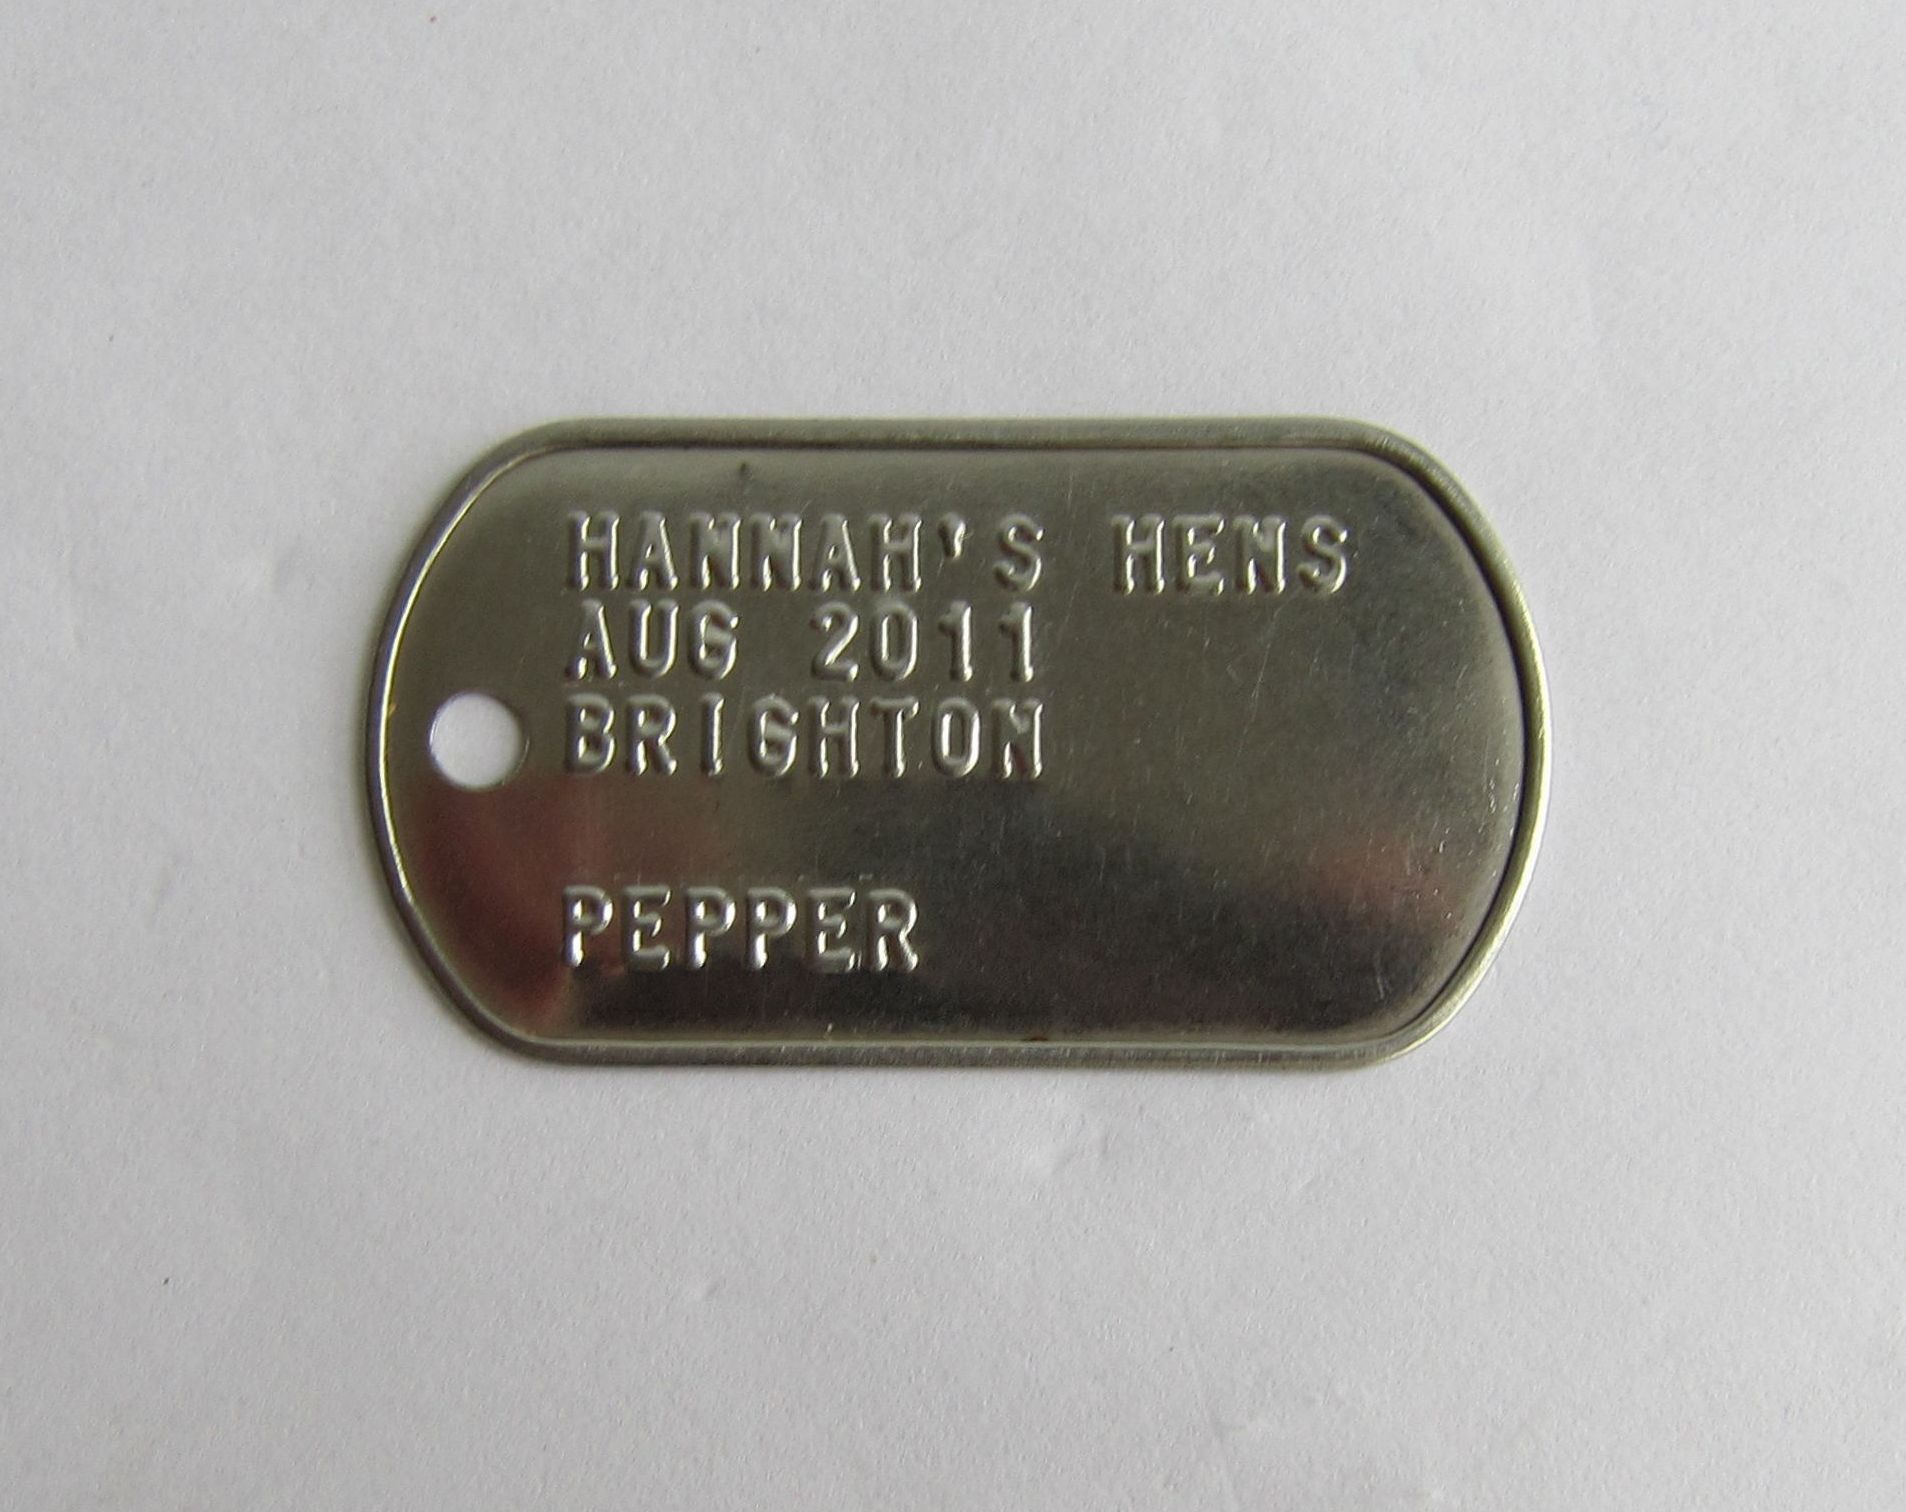 HANNAH'S HENS
AUG 2011
BRIGHTON
PEPPER